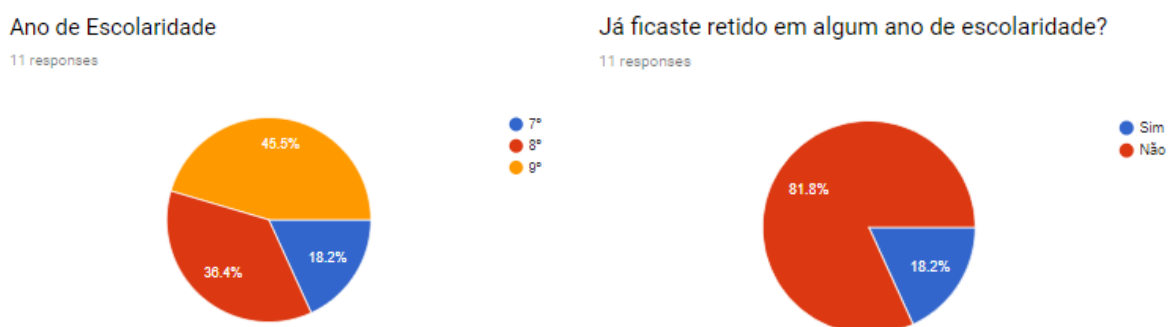 Ano de Escolaridade
11 responses
45.5%
36.4%
18.2%
7º
8º
9º
Já ficaste retido em algum ano de escolaridade?
11 responses
81.8%
18.2%
Sim
Não